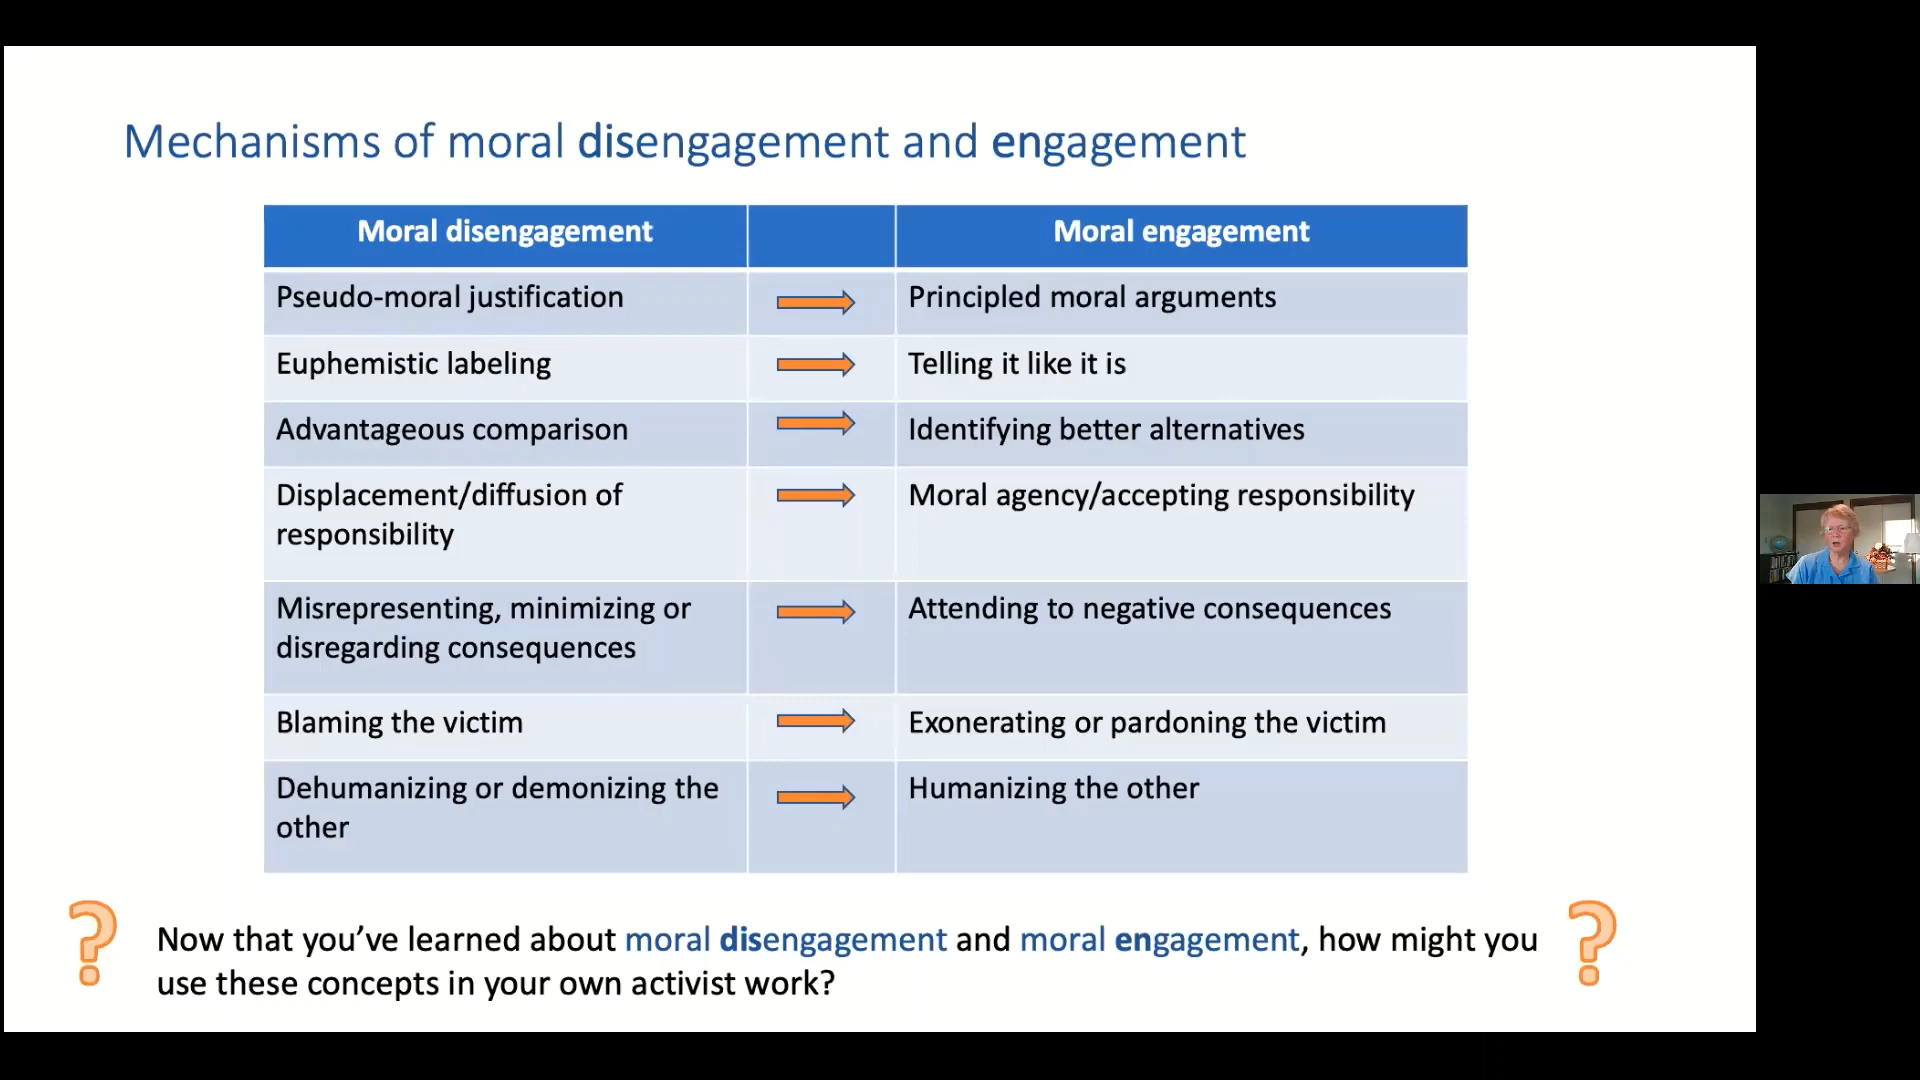 Mechanisms of moral disengagement and engagement
Moral disengagement
Moral engagement
Pseudo-moral justification
Principled moral arguments
Euphemistic labeling
Telling it like it is
Advantageous comparison
Identifying better alternatives
Displacement/diffusion of
responsibility
Moral agency/accepting responsibility
Misrepresenting, minimizing or
disregarding consequences
Attending to negative consequences
Blaming the victim
Exonerating or pardoning the victim
Dehumanizing or demonizing the
other
Humanizing the other
? Now that you’ve learned about moral disengagement and moral engagement, how might you ?
use these concepts in your own activist work?